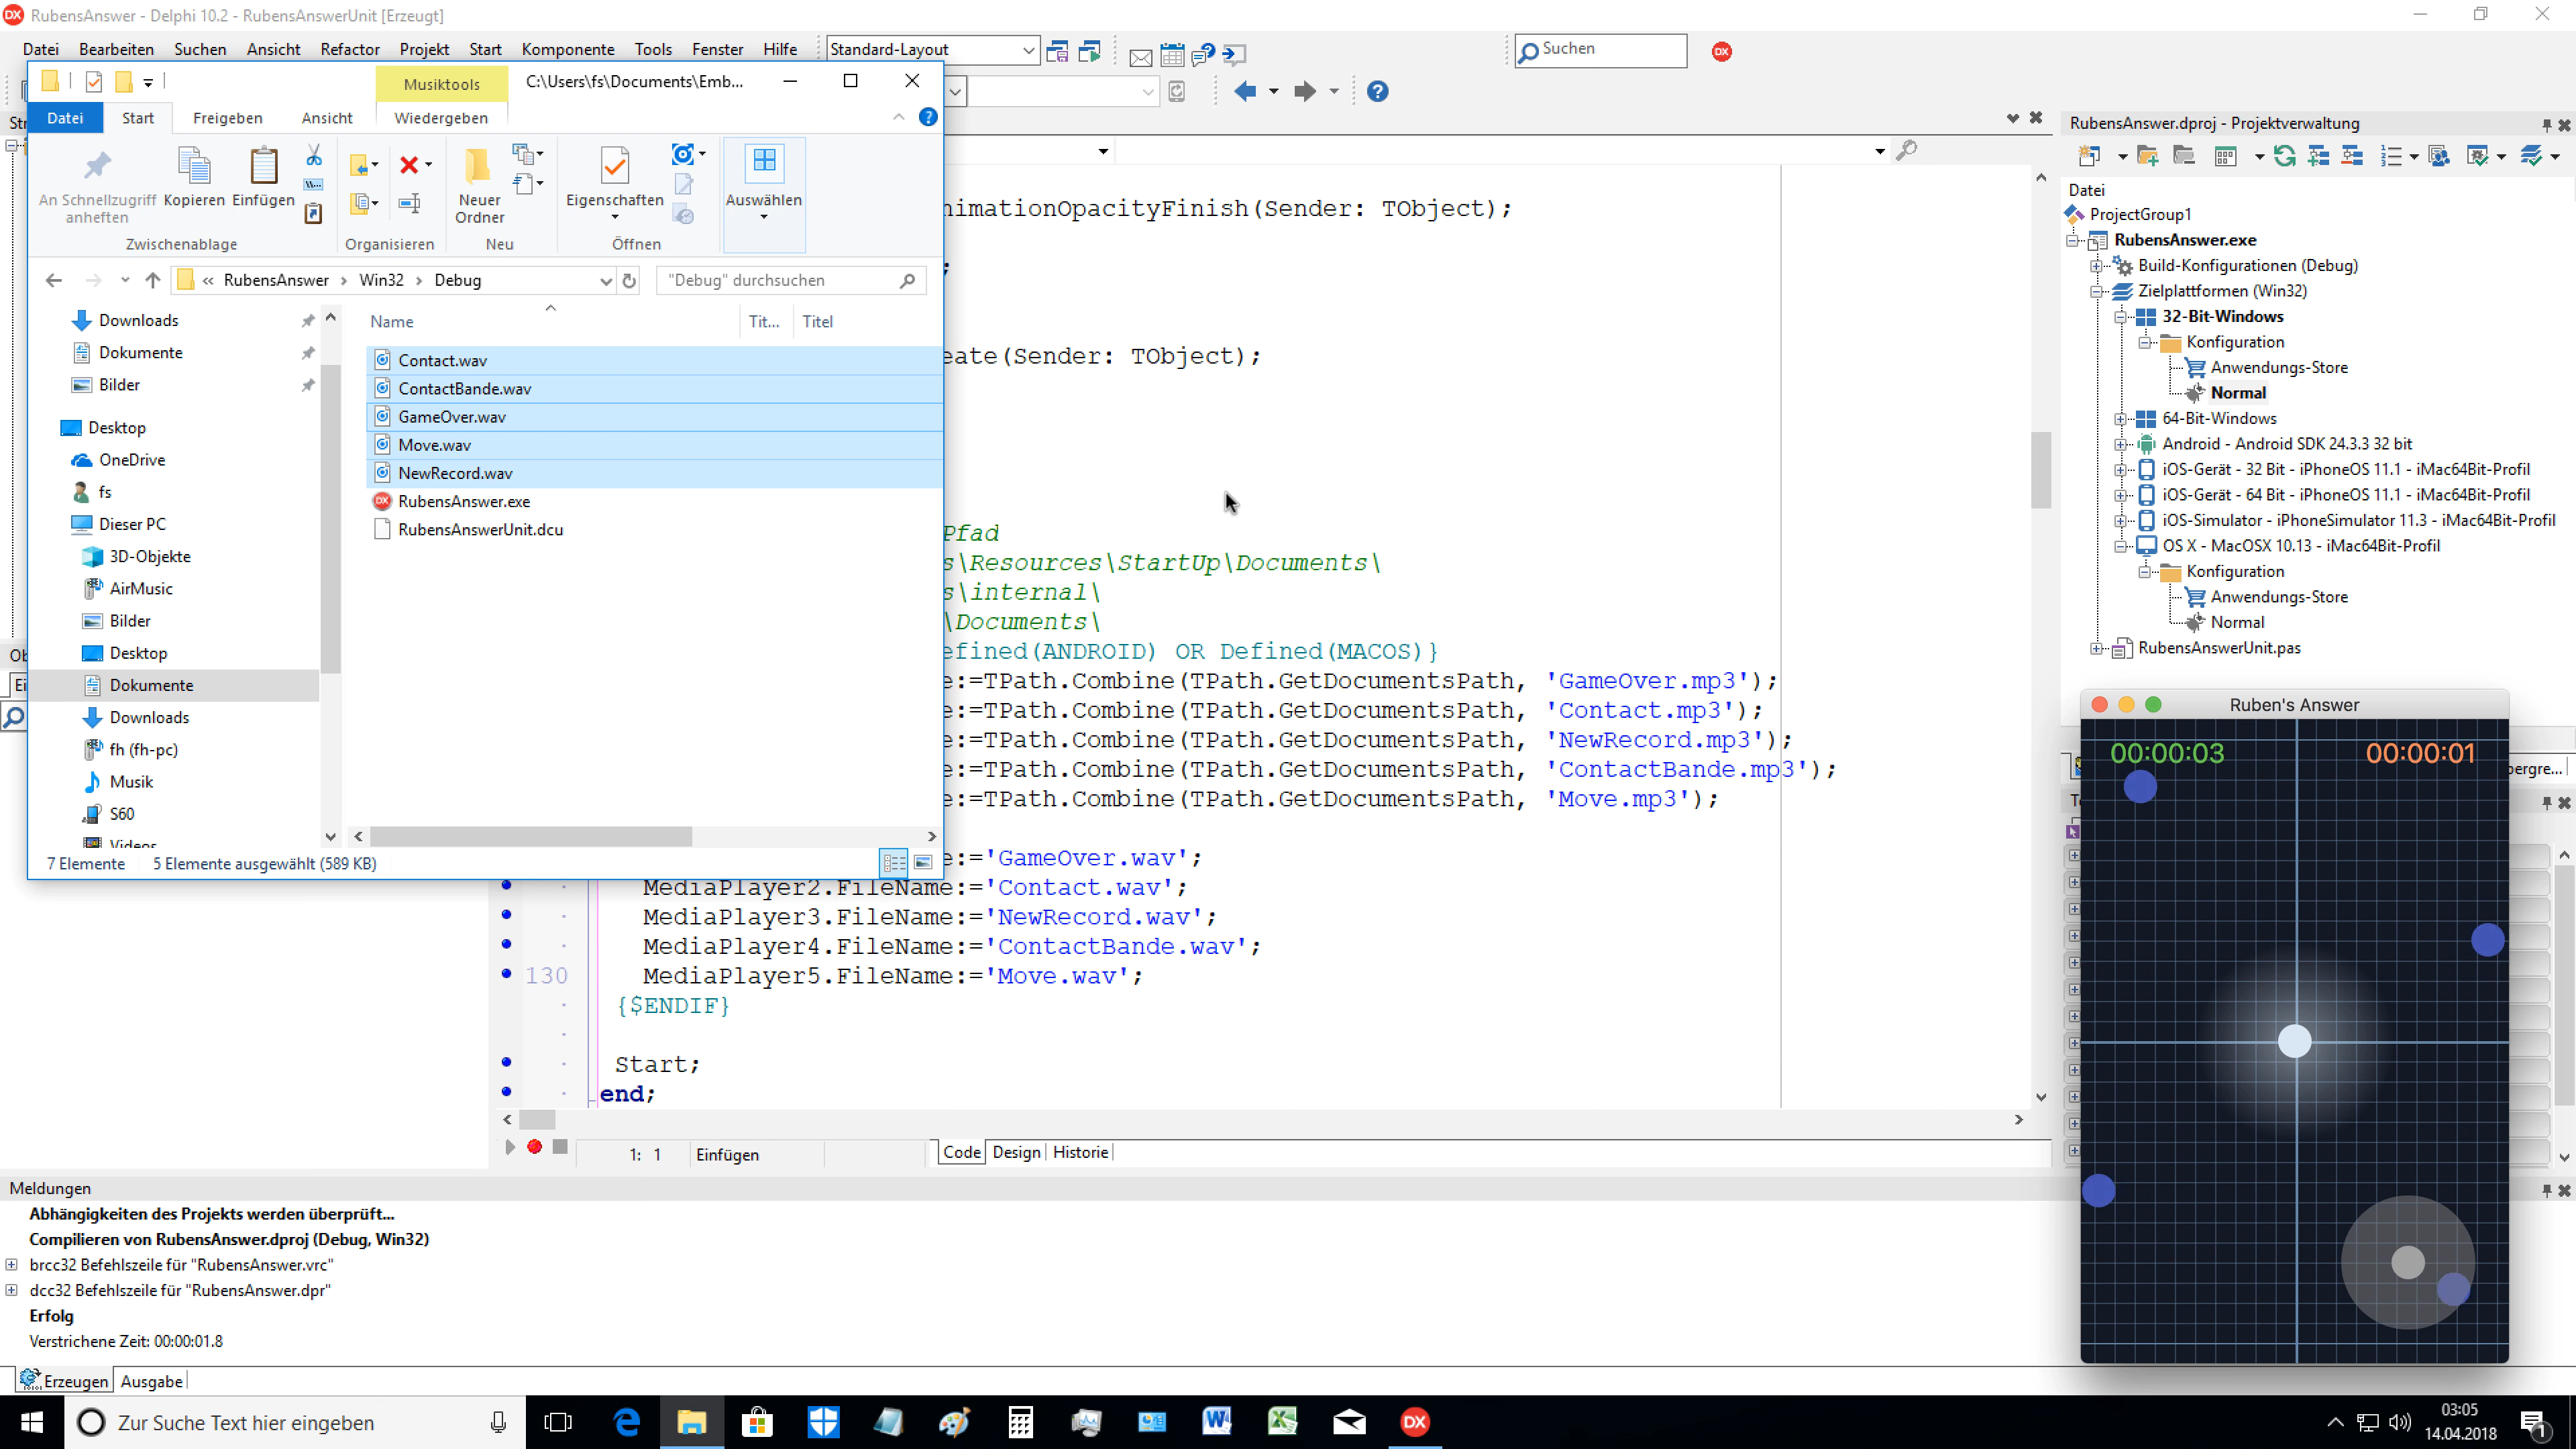 RubensAnswer - Delphi 10.2 - RubensAnswerUnit [Erzeugt]
Datei Bearbeiten Suchen Ansicht Refactor Projekt Start Komponente Tools Fenster Hilfe
Standard-Layout
Suchen
Musiktools
C:\Users\fs\Documents\Emb...
Datei Start Freigeben Ansicht Wiedergeben
An Schnellzugriff anheften
Kopieren
Einfügen
Neuer Ordner
Eigenschaften
Auswählen
Zwischenablage
Organisieren
Neu
Öffnen
« RubensAnswer › Win32 › Debug
"Debug" durchsuchen
Downloads
Dokumente
Bilder
Desktop
OneDrive
fs
Dieser PC
3D-Objekte
AirMusic
Bilder
Desktop
Dokumente
Downloads
fh (fh-pc)
Musik
S60
Videos
Name Tit... Titel
Contact.wav
ContactBande.wav
GameOver.wav
Move.wav
NewRecord.wav
RubensAnswer.exe
RubensAnswerUnit.dcu
7 Elemente 5 Elemente ausgewählt (589 KB)
nimationOpacityFinish(Sender: TObject);
;
eate(Sender: TObject);
Pfad
s\Resources\StartUp\Documents\
s\internal\
\Documents\
efined(ANDROID) OR Defined(MACOS)}
e:=TPath.Combine(TPath.GetDocumentsPath, 'GameOver.mp3');
e:=TPath.Combine(TPath.GetDocumentsPath, 'Contact.mp3');
e:=TPath.Combine(TPath.GetDocumentsPath, 'NewRecord.mp3');
e:=TPath.Combine(TPath.GetDocumentsPath, 'ContactBande.mp3');
e:=TPath.Combine(TPath.GetDocumentsPath, 'Move.mp3');
e:='GameOver.wav';
MediaPlayer2.FileName:='Contact.wav';
MediaPlayer3.FileName:='NewRecord.wav';
MediaPlayer4.FileName:='ContactBande.wav';
130 MediaPlayer5.FileName:='Move.wav';
{$ENDIF}
Start;
end;
1: 1 Einfügen
Code Design Historie
RubensAnswer.dproj - Projektverwaltung
Datei
ProjectGroup1
RubensAnswer.exe
Build-Konfigurationen (Debug)
Zielplattformen (Win32)
32-Bit-Windows
Konfiguration
Anwendungs-Store
Normal
64-Bit-Windows
Android - Android SDK 24.3.3 32 bit
iOS-Gerät - 32 Bit - iPhoneOS 11.1 - iMac64Bit-Profil
iOS-Gerät - 64 Bit - iPhoneOS 11.1 - iMac64Bit-Profil
iOS-Simulator - iPhoneSimulator 11.3 - iMac64Bit-Profil
OS X - MacOSX 10.13 - iMac64Bit-Profil
Konfiguration
Anwendungs-Store
Normal
RubensAnswerUnit.pas
Ruben's Answer
00:00:03 00:00:01
bergre...
Meldungen
Abhängigkeiten des Projekts werden überprüft...
Compilieren von RubensAnswer.dproj (Debug, Win32)
brcc32 Befehlszeile für "RubensAnswer.vrc"
dcc32 Befehlszeile für "RubensAnswer.dpr"
Erfolg
Verstrichene Zeit: 00:00:01.8
Erzeugen Ausgabe
Zur Suche Text hier eingeben
03:05
14.04.2018